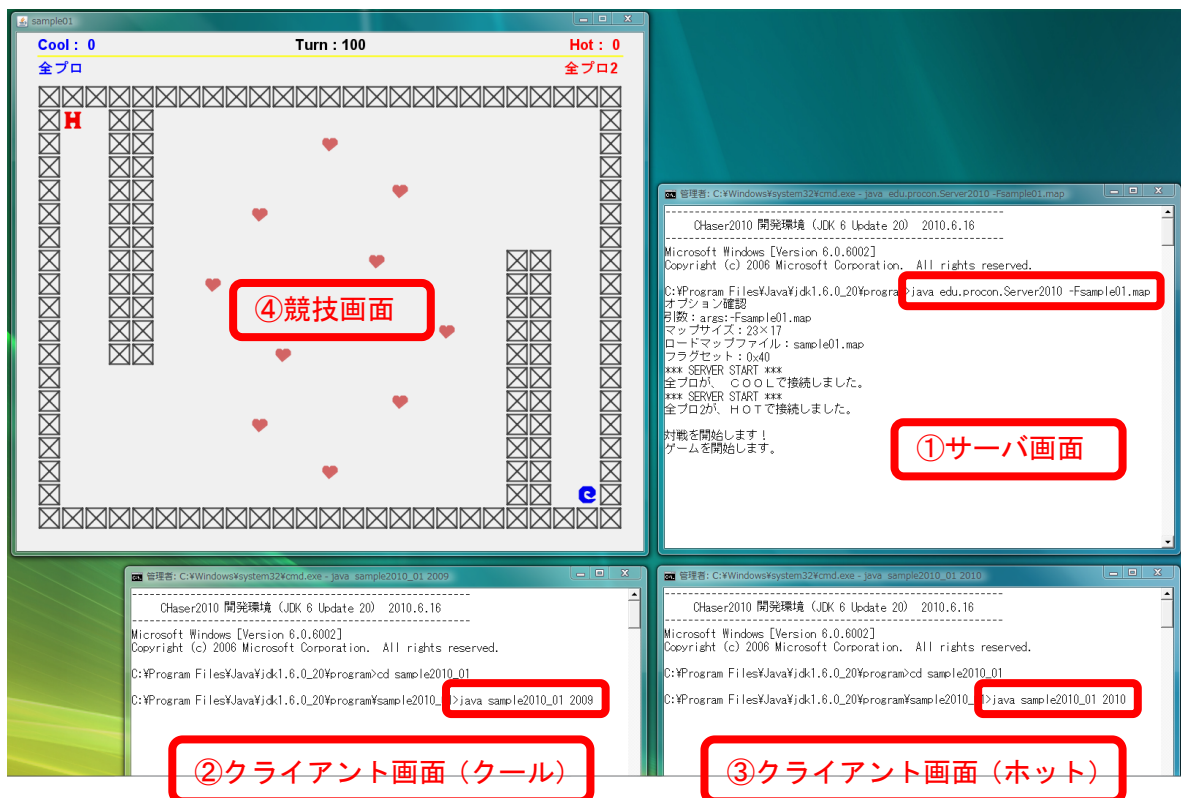 sample01
Cool : 0 Turn : 100 Hot : 0
全プロ 全プロ2
H
④競技画面
管理者: C:¥Windows¥system32¥cmd.exe - java edu.procon.Server2010 -Fsample01.map
CHaser2010 開発環境 (JDK 6 Update 20) 2010.6.16
Microsoft Windows [Version 6.0.6002]
Copyright (c) 2006 Microsoft Corporation. All rights reserved.
C:¥Program Files¥Java¥jdk1.6.0_20¥program>java edu.procon.Server2010 -Fsample01.map
オプション確認
引数：args:-Fsample01.map
マップサイズ：23×17
ロードマップファイル：sample01.map
フラグセット：0x40
*** SERVER START ***
全プロが、 ＣＯＯＬで接続しました。
*** SERVER START ***
全プロ2が、ＨＯＴで接続しました。
対戦を開始します！
ゲームを開始します。
①サーバ画面
C
管理者: C:¥Windows¥system32¥cmd.exe - java sample2010_01 2009
CHaser2010 開発環境 (JDK 6 Update 20) 2010.6.16
Microsoft Windows [Version 6.0.6002]
Copyright (c) 2006 Microsoft Corporation. All rights reserved.
C:¥Program Files¥Java¥jdk1.6.0_20¥program>cd sample2010_01
C:¥Program Files¥Java¥jdk1.6.0_20¥program¥sample2010_01>java sample2010_01 2009
②クライアント画面（クール）
管理者: C:¥Windows¥system32¥cmd.exe - java sample2010_01 2010
CHaser2010 開発環境 (JDK 6 Update 20) 2010.6.16
Microsoft Windows [Version 6.0.6002]
Copyright (c) 2006 Microsoft Corporation. All rights reserved.
C:¥Program Files¥Java¥jdk1.6.0_20¥program>cd sample2010_01
C:¥Program Files¥Java¥jdk1.6.0_20¥program¥sample2010_01>java sample2010_01 2010
③クライアント画面（ホット）